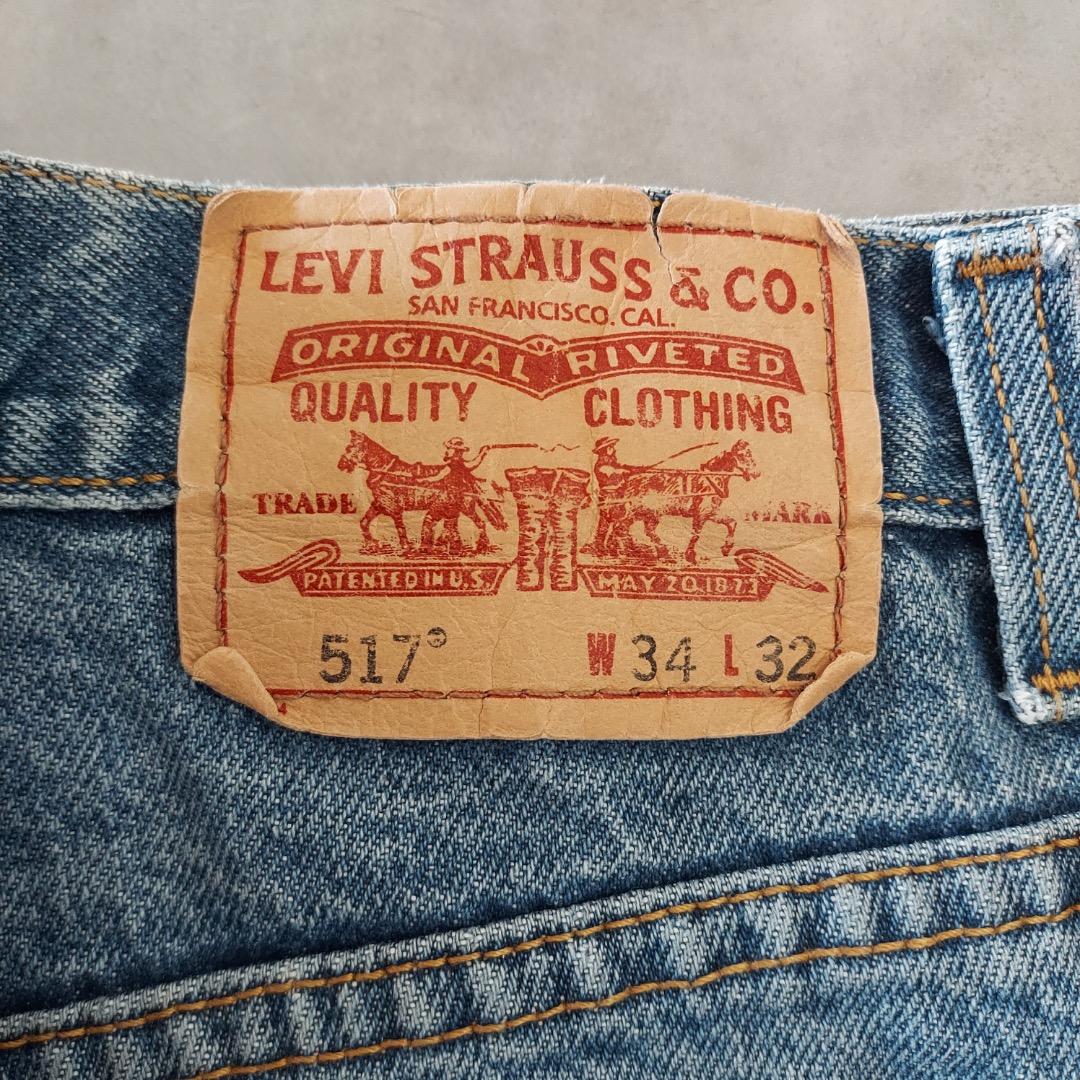 LEVI STRAUSS & CO.
SAN FRANCISCO. CAL.
ORIGINAL RIVETED
QUALITY CLOTHING
TRADE MARK
PATENTED IN U.S. MAY 20 1873
517® W 34 L 32